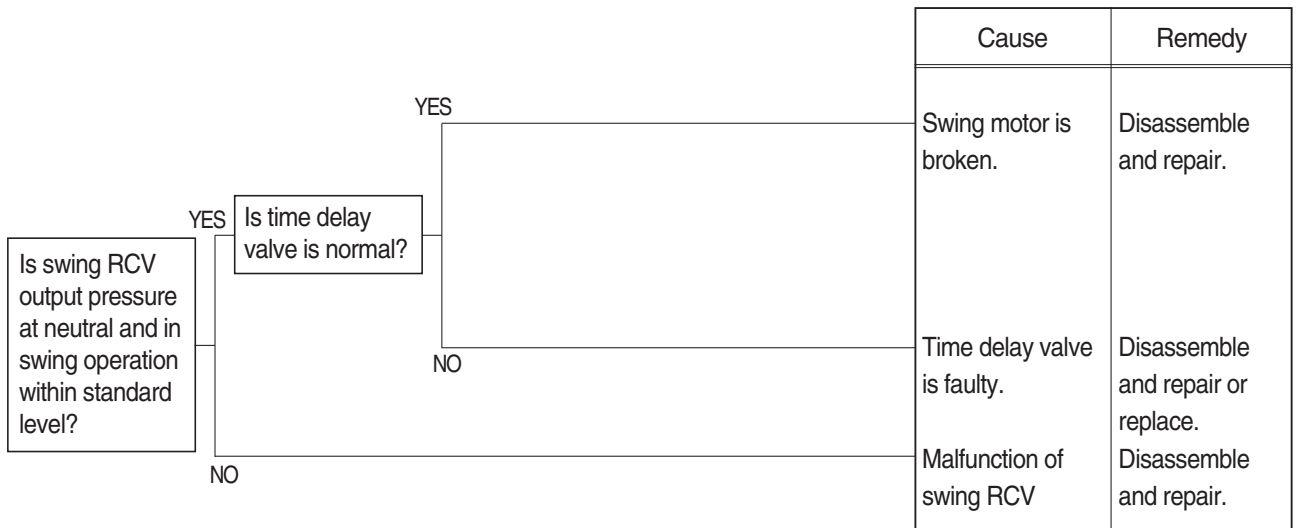 Cause
Remedy
YES
Swing motor is
broken.
Disassemble
and repair.
YES
Is time delay
valve is normal?
Is swing RCV
output pressure
at neutral and in
swing operation
within standard
level?
NO
Time delay valve
is faulty.
Disassemble
and repair or
replace.
NO
Malfunction of
swing RCV
Disassemble
and repair.